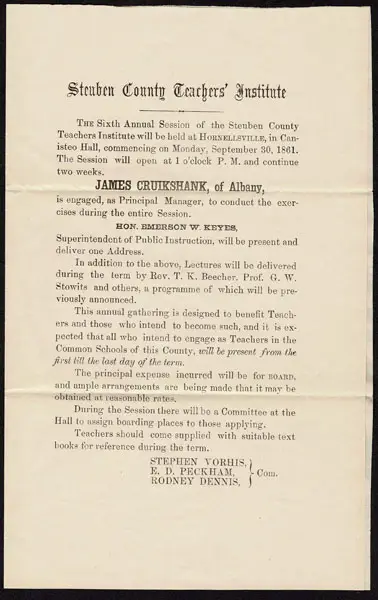 Steuben County Teachers' Institute
THE Sixth Annual Session of the Steuben County
Teachers Institute will be held at HORNELLSVILLE, in Can-
isteo Hall, commencing on Monday, September 30, 1861.
The Session will open at 1 o'clock P. M. and continue
two weeks.
JAMES CRUIKSHANK, of Albany,
is engaged, as Principal Manager, to conduct the exer-
cises during the entire Session.
HON. EMERSON W. KEYES,
Superintendent of Public Instruction, will be present and
deliver one Address.
In addition to the above, Lectures will be delivered
during the term by Rev. T. K. Beecher. Prof. G. W.
Stowits and others, a programme of which will be pre-
viously announced.
This annual gathering is designed to benefit Teach-
ers and those who intend to become such, and it is ex-
pected that all who intend to engage as Teachers in the
Common Schools of this County, will be present from the
first till the last day of the term.
The principal expense incurred will be for BOARD,
and ample arrangements are being made that it may be
obtained at reasonable rates.
During the Session there will be a Committee at the
Hall to assign boarding places to those applying.
Teachers should come supplied with suitable text
books for reference during the term.
STEPHEN VORHIS,
E. D. PECKHAM, Com.
RODNEY DENNIS,